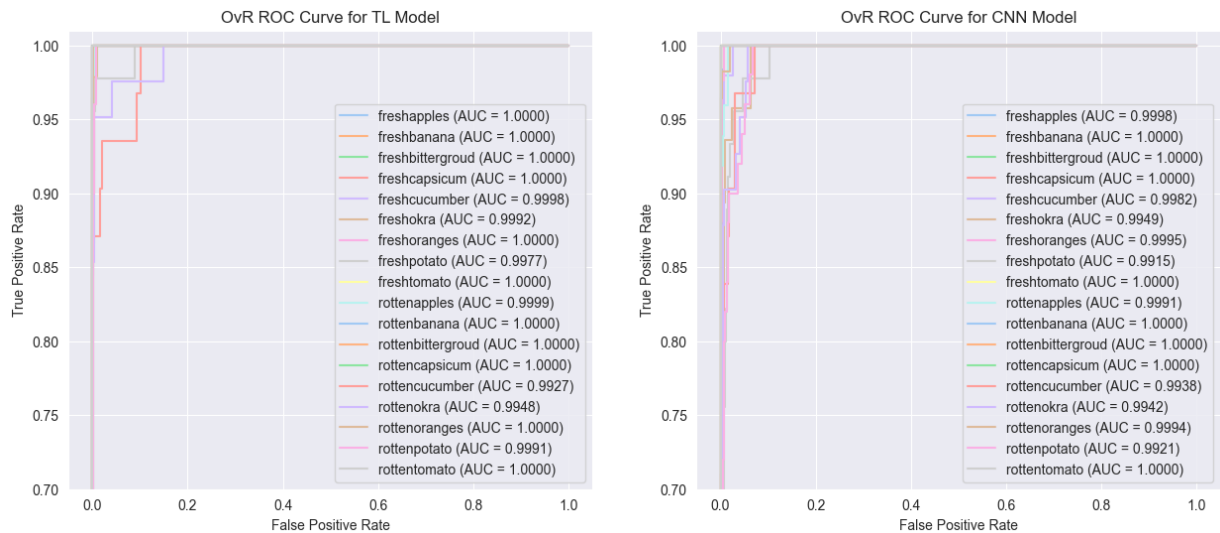 OvR ROC Curve for TL Model
1.00
0.95
0.90
0.85
0.80
0.75
0.70
True Positive Rate
freshapples (AUC = 1.0000)
freshbanana (AUC = 1.0000)
freshbittergroud (AUC = 1.0000)
freshcapsicum (AUC = 1.0000)
freshcucumber (AUC = 0.9998)
freshokra (AUC = 0.9992)
freshoranges (AUC = 1.0000)
freshpotato (AUC = 0.9977)
freshtomato (AUC = 1.0000)
rottenapples (AUC = 0.9999)
rottenbanana (AUC = 1.0000)
rottenbittergroud (AUC = 1.0000)
rottencapsicum (AUC = 1.0000)
rottencucumber (AUC = 0.9927)
rottenokra (AUC = 0.9948)
rottenoranges (AUC = 1.0000)
rottenpotato (AUC = 0.9991)
rottentomato (AUC = 1.0000)
0.0 0.2 0.4 0.6 0.8 1.0
False Positive Rate
OvR ROC Curve for CNN Model
1.00
0.95
0.90
0.85
0.80
0.75
0.70
True Positive Rate
freshapples (AUC = 0.9998)
freshbanana (AUC = 1.0000)
freshbittergroud (AUC = 1.0000)
freshcapsicum (AUC = 1.0000)
freshcucumber (AUC = 0.9982)
freshokra (AUC = 0.9949)
freshoranges (AUC = 0.9995)
freshpotato (AUC = 0.9915)
freshtomato (AUC = 1.0000)
rottenapples (AUC = 0.9991)
rottenbanana (AUC = 1.0000)
rottenbittergroud (AUC = 1.0000)
rottencapsicum (AUC = 1.0000)
rottencucumber (AUC = 0.9938)
rottenokra (AUC = 0.9942)
rottenoranges (AUC = 0.9994)
rottenpotato (AUC = 0.9921)
rottentomato (AUC = 1.0000)
0.0 0.2 0.4 0.6 0.8 1.0
False Positive Rate